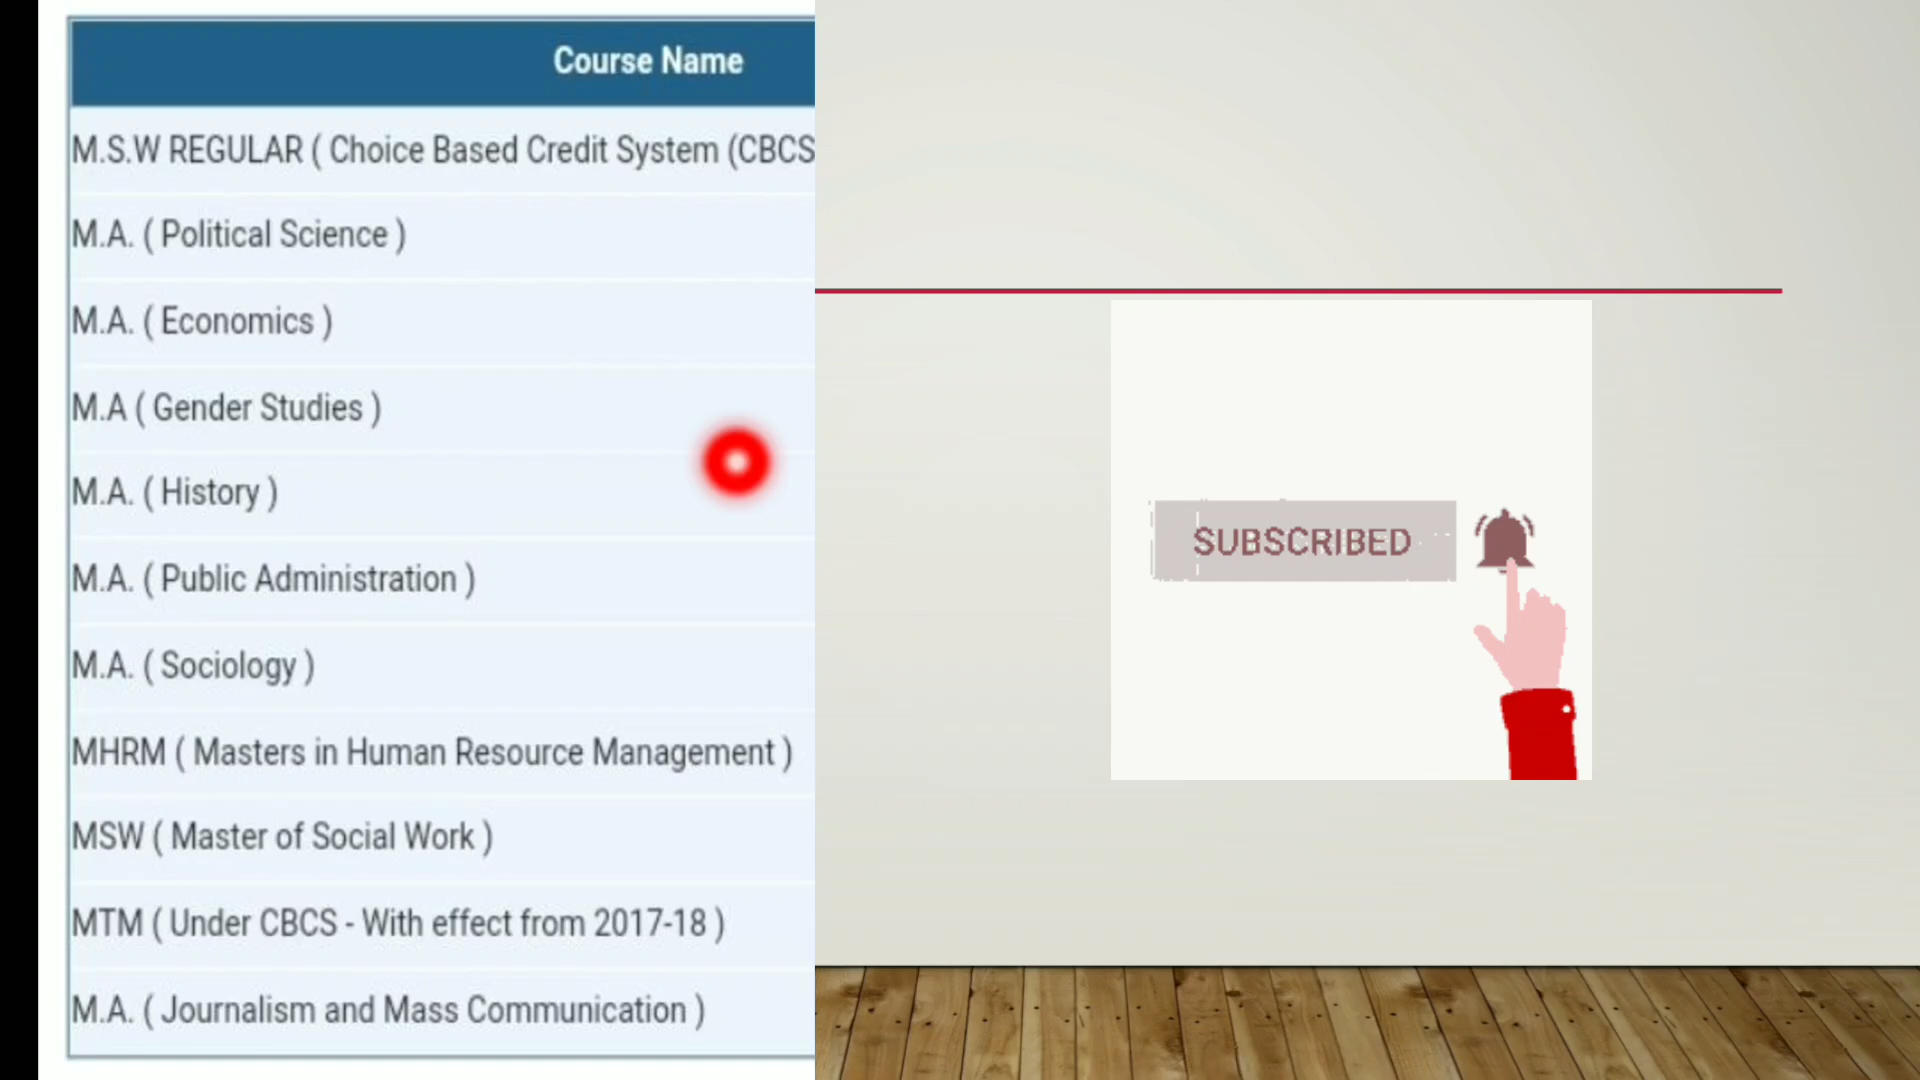 Course Name
M.S.W REGULAR ( Choice Based Credit System (CBCS
M.A. ( Political Science )
M.A. ( Economics )
M.A ( Gender Studies )
M.A. ( History )
M.A. ( Public Administration )
M.A. ( Sociology )
MHRM ( Masters in Human Resource Management )
MSW ( Master of Social Work )
MTM ( Under CBCS - With effect from 2017-18 )
M.A. ( Journalism and Mass Communication )
SUBSCRIBED